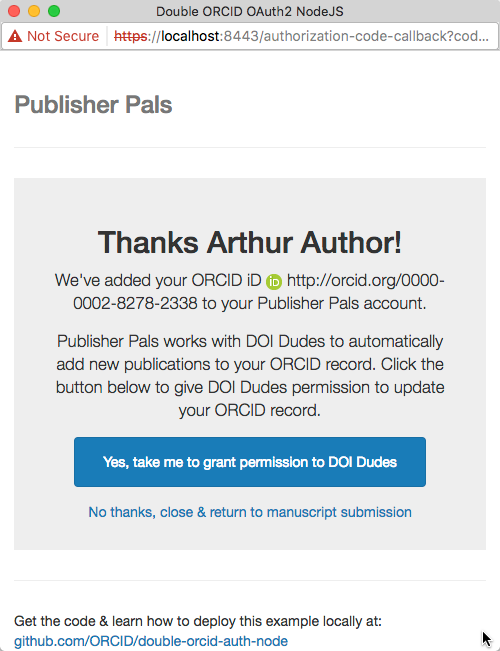 Double ORCID OAuth2 NodeJS
Not Secure https://localhost:8443/authorization-code-callback?cod...
Publisher Pals
Thanks Arthur Author!
We've added your ORCID iD iD http://orcid.org/0000-
0002-8278-2338 to your Publisher Pals account.
Publisher Pals works with DOI Dudes to automatically
add new publications to your ORCID record. Click the
button below to give DOI Dudes permission to update
your ORCID record.
Yes, take me to grant permission to DOI Dudes
No thanks, close & return to manuscript submission
Get the code & learn how to deploy this example locally at:
github.com/ORCID/double-orcid-auth-node